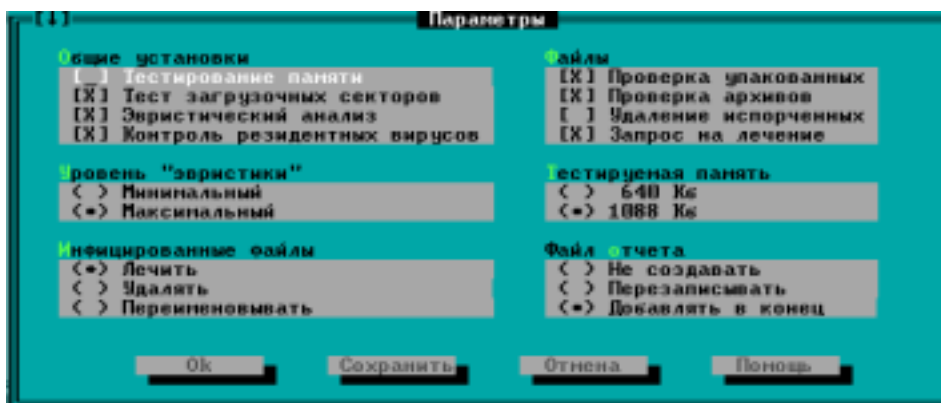 [↓] Параметры
Общие установки
[ _ ] Тестирование памяти
[X] Тест загрузочных секторов
[X] Эвристический анализ
[X] Контроль резидентных вирусов
Файлы
[X] Проверка упакованных
[X] Проверка архивов
[ ] Удаление испорченных
[X] Запрос на лечение
Уровень "эвристики"
( ) Минимальный
(•) Максимальный
Тестируемая память
( ) 640 Кб
(•) 1088 Кб
Инфицированные файлы
(•) Лечить
( ) Удалять
( ) Переименовывать
Файл отчета
( ) Не создавать
( ) Перезаписывать
(•) Добавлять в конец
Ok Сохранить Отмена Помощь